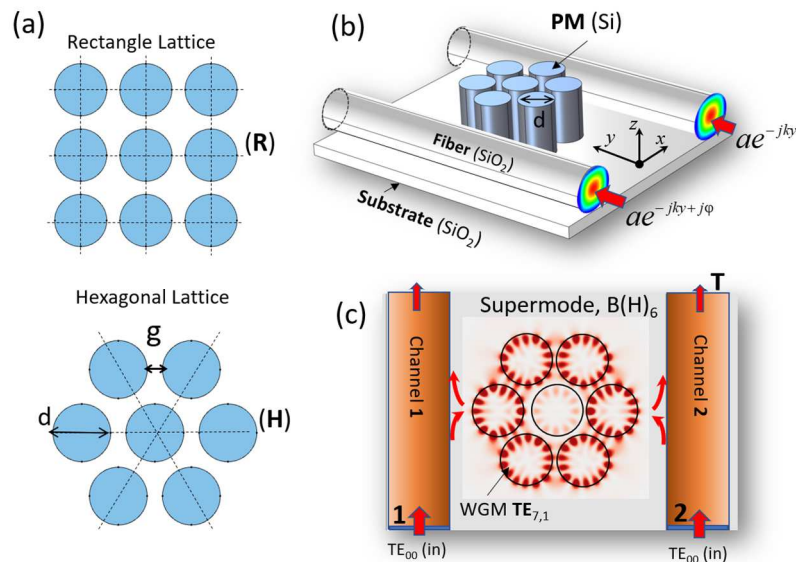 (a)
Rectangle Lattice
(R)
Hexagonal Lattice
g
d
(H)
(b)
PM (Si)
d
Fiber (SiO₂)
Substrate (SiO₂)
y
z
x
ae^{-jky}
ae^{-jky+jφ}
(c)
Supermode, B(H)₆
T
Channel 1
Channel 2
WGM TE₇,₁
1
2
TE₀₀ (in)
TE₀₀ (in)